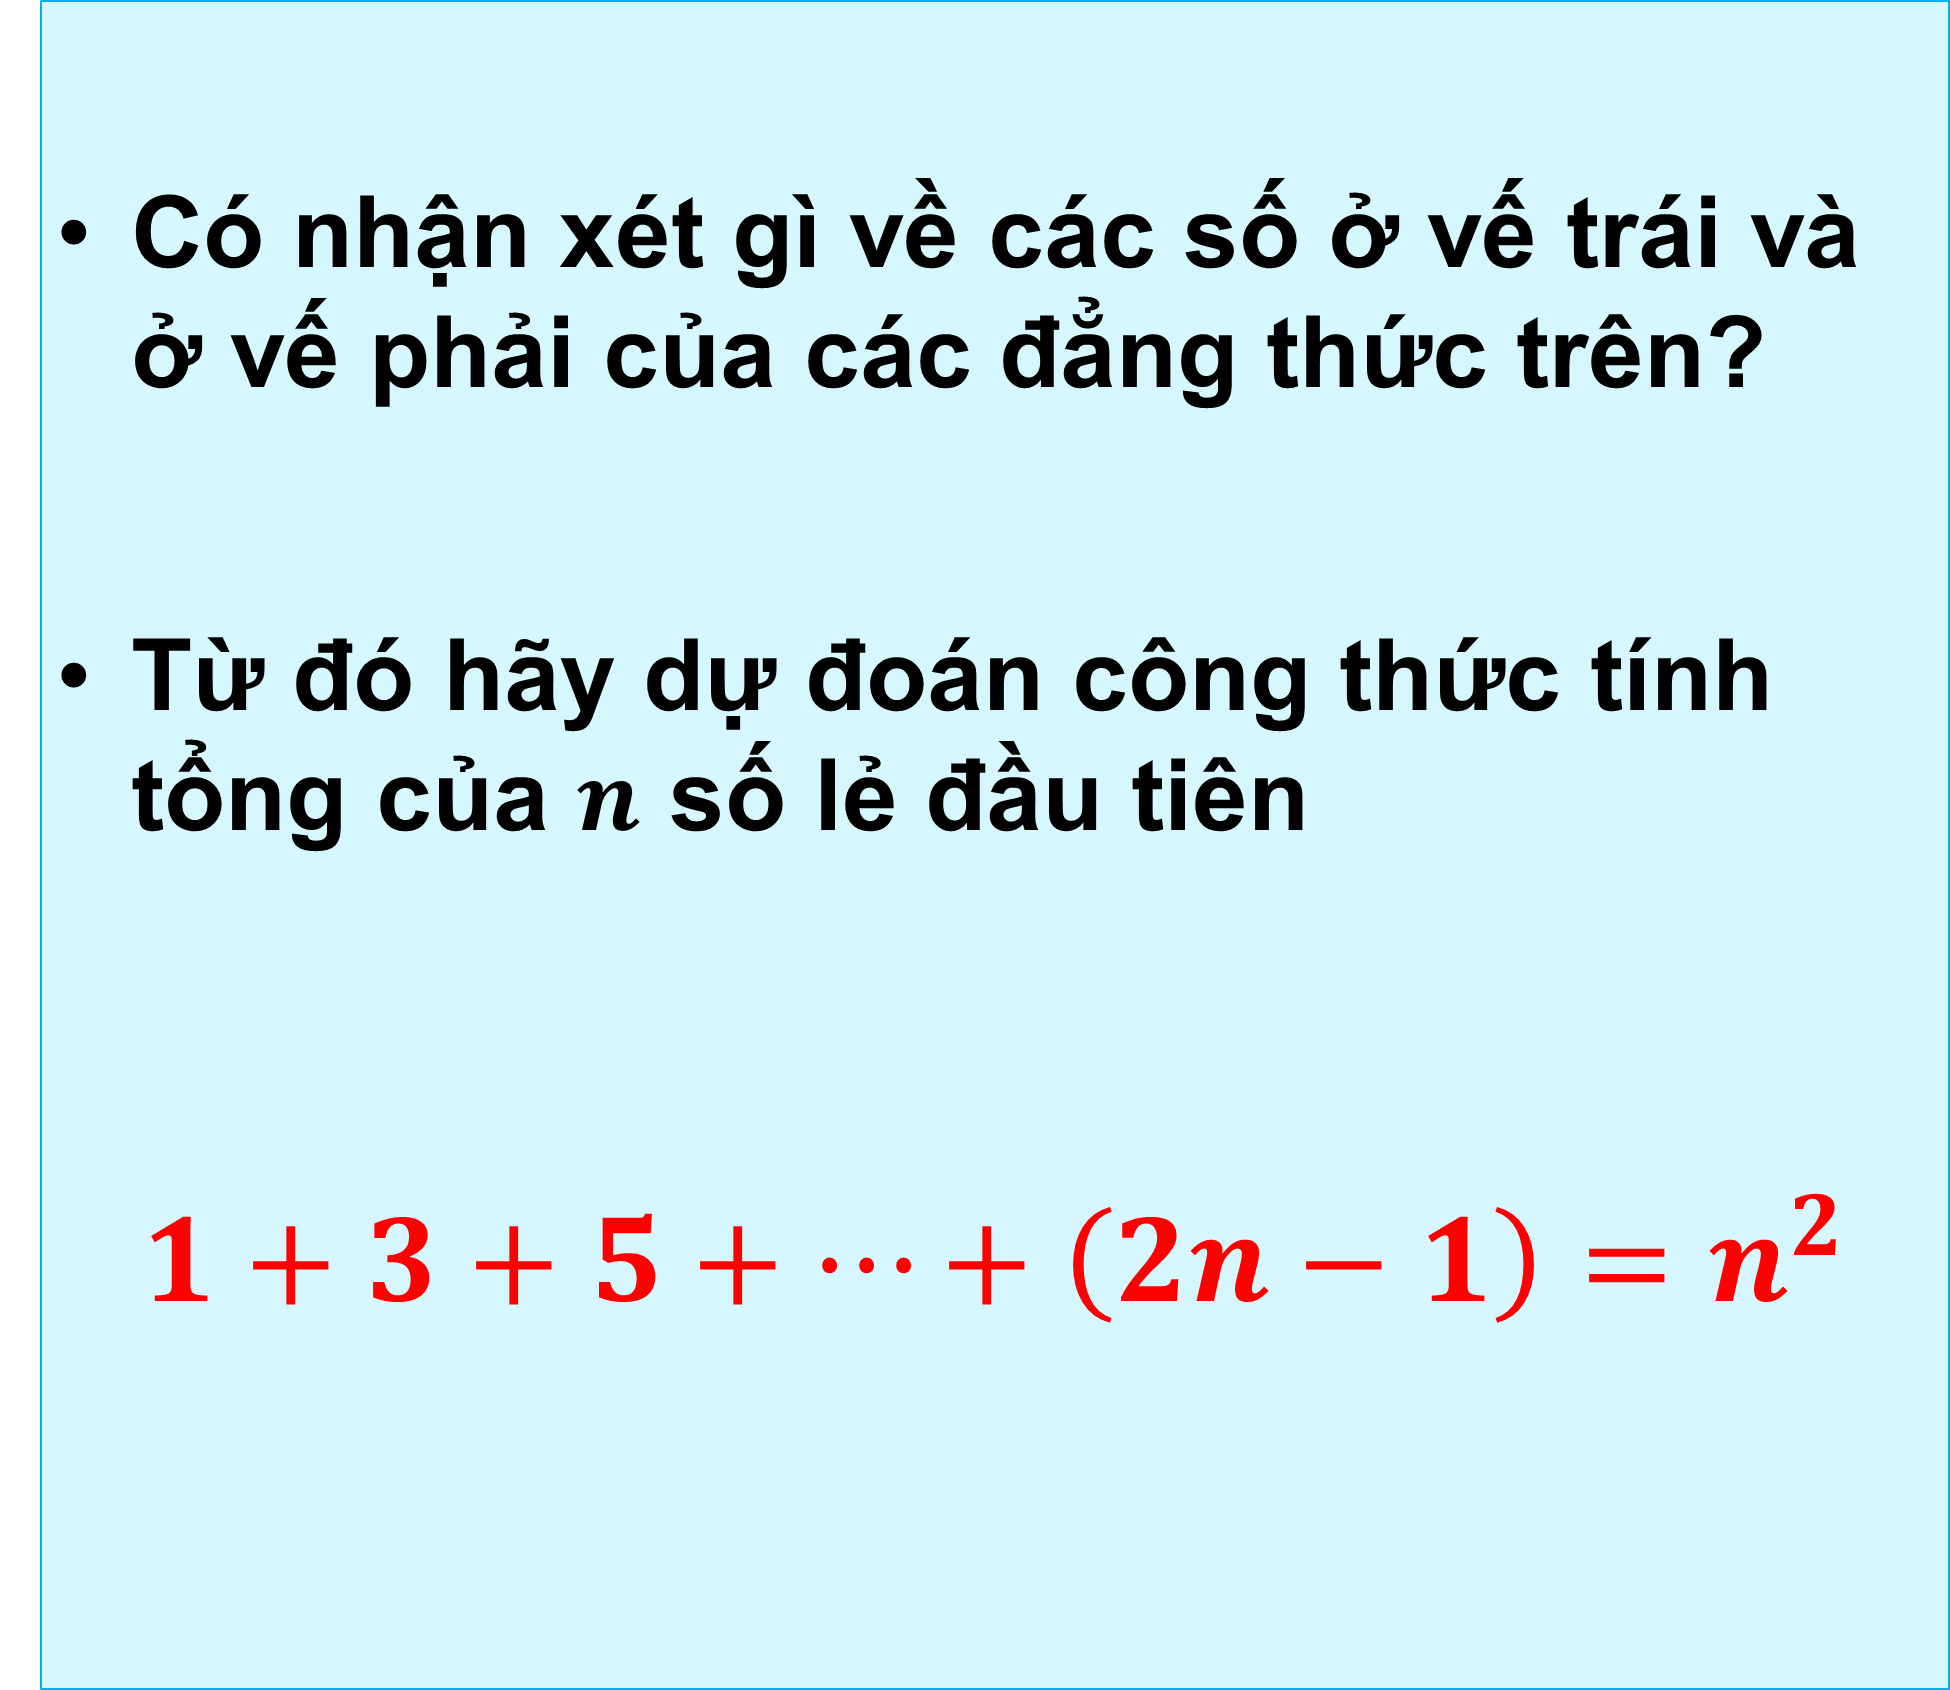 • Có nhận xét gì về các số ở vế trái và
ở vế phải của các đẳng thức trên?
• Từ đó hãy dự đoán công thức tính
tổng của 𝒏 số lẻ đầu tiên
𝟏 + 𝟑 + 𝟓 + ⋯ + (𝟐𝒏 − 𝟏) = 𝒏²